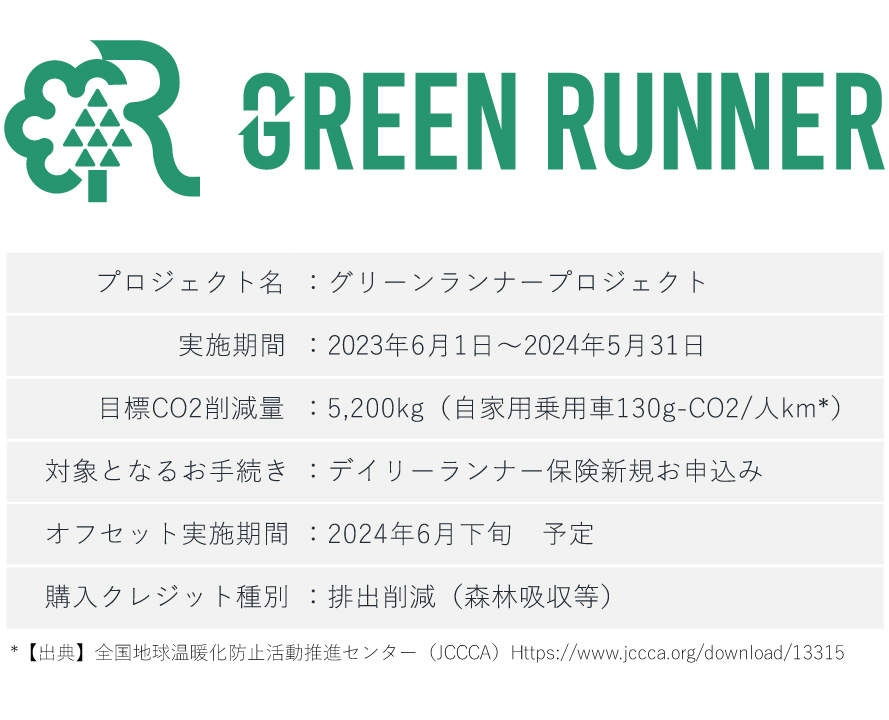 GREEN RUNNER
プロジェクト名 ：グリーンランナープロジェクト
実施期間 ：2023年6月1日～2024年5月31日
目標CO2削減量 ：5,200kg（自家用乗用車130g-CO2/人km*）
対象となるお手続き ：デイリーランナー保険新規お申込み
オフセット実施期間 ：2024年6月下旬　予定
購入クレジット種別 ：排出削減（森林吸収等）
*【出典】全国地球温暖化防止活動推進センター（JCCCA）Https://www.jccca.org/download/13315